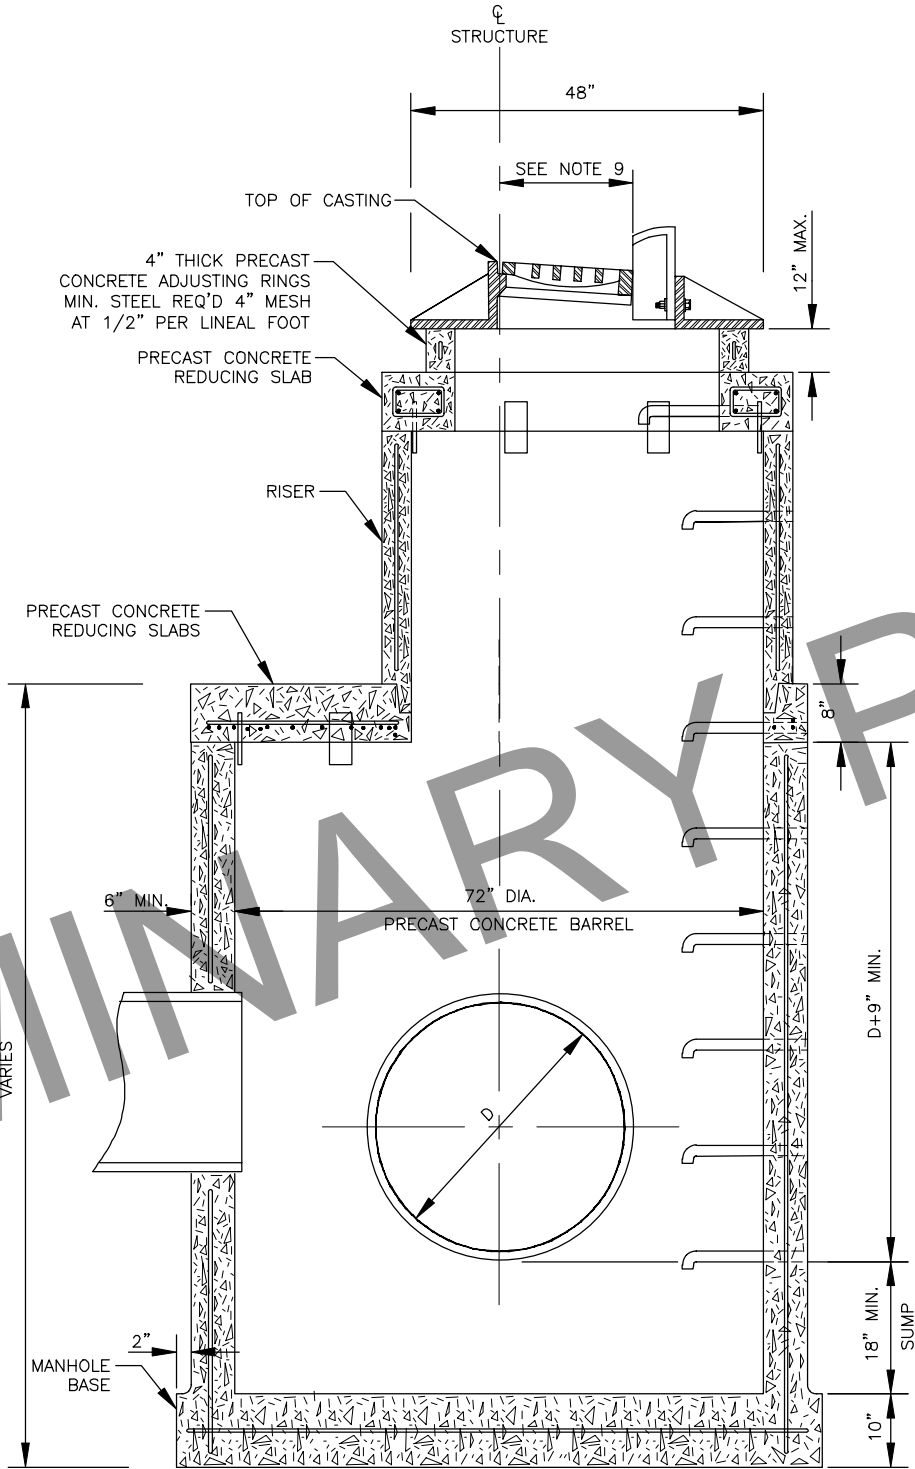 ℄
STRUCTURE
48"
SEE NOTE 9
TOP OF CASTING
12" MAX.
4" THICK PRECAST
CONCRETE ADJUSTING RINGS
MIN. STEEL REQ'D 4" MESH
AT 1/2" PER LINEAL FOOT
PRECAST CONCRETE
REDUCING SLAB
RISER
PRECAST CONCRETE
REDUCING SLABS
8"
6" MIN.
72" DIA.
PRECAST CONCRETE BARREL
D+9" MIN.
VARIES
D
18" MIN.
SUMP
2"
MANHOLE
BASE
10"
MINARY P